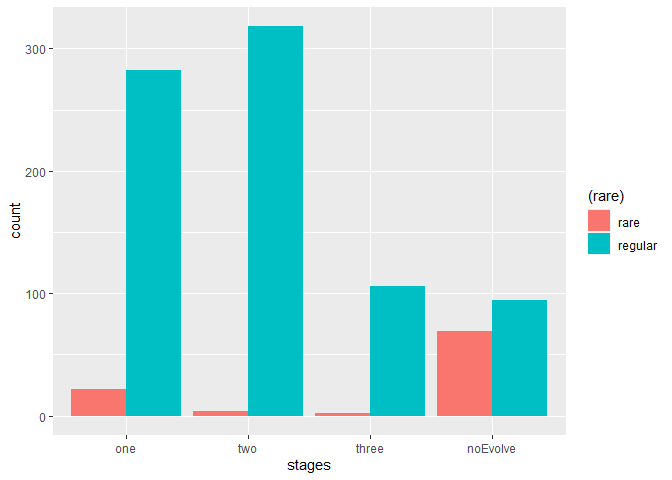 300
200
100
0
count
one
two
three
noEvolve
stages
(rare)
rare
regular